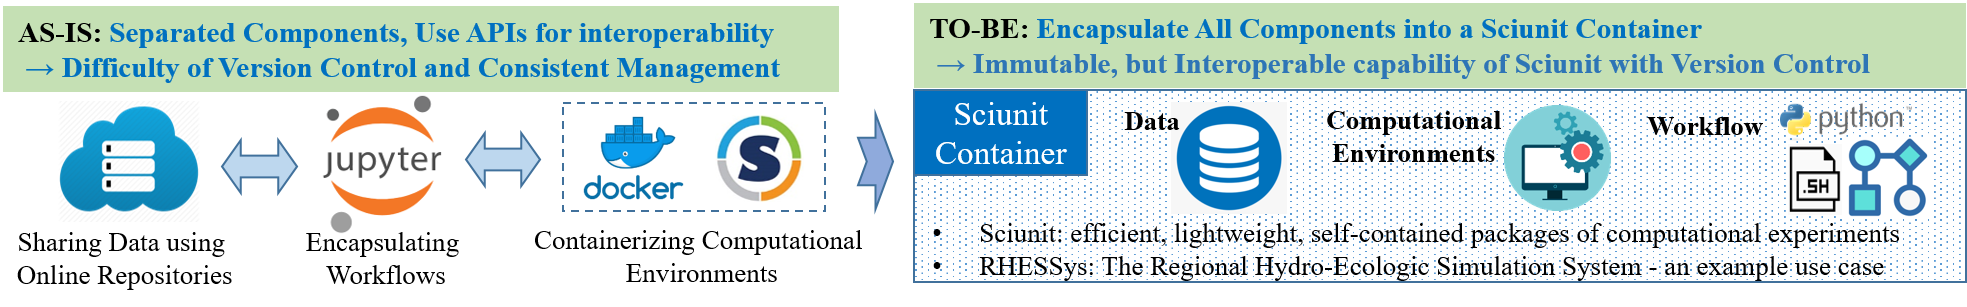 AS-IS: Separated Components, Use APIs for interoperability
→ Difficulty of Version Control and Consistent Management
jupyter
docker
S
Sharing Data using
Online Repositories
Encapsulating
Workflows
Containerizing Computational
Environments
TO-BE: Encapsulate All Components into a Sciunit Container
→ Immutable, but Interoperable capability of Sciunit with Version Control
Sciunit
Container
Data
Computational
Environments
Workflow
python™
.SH
• Sciunit: efficient, lightweight, self-contained packages of computational experiments
• RHESSys: The Regional Hydro-Ecologic Simulation System - an example use case